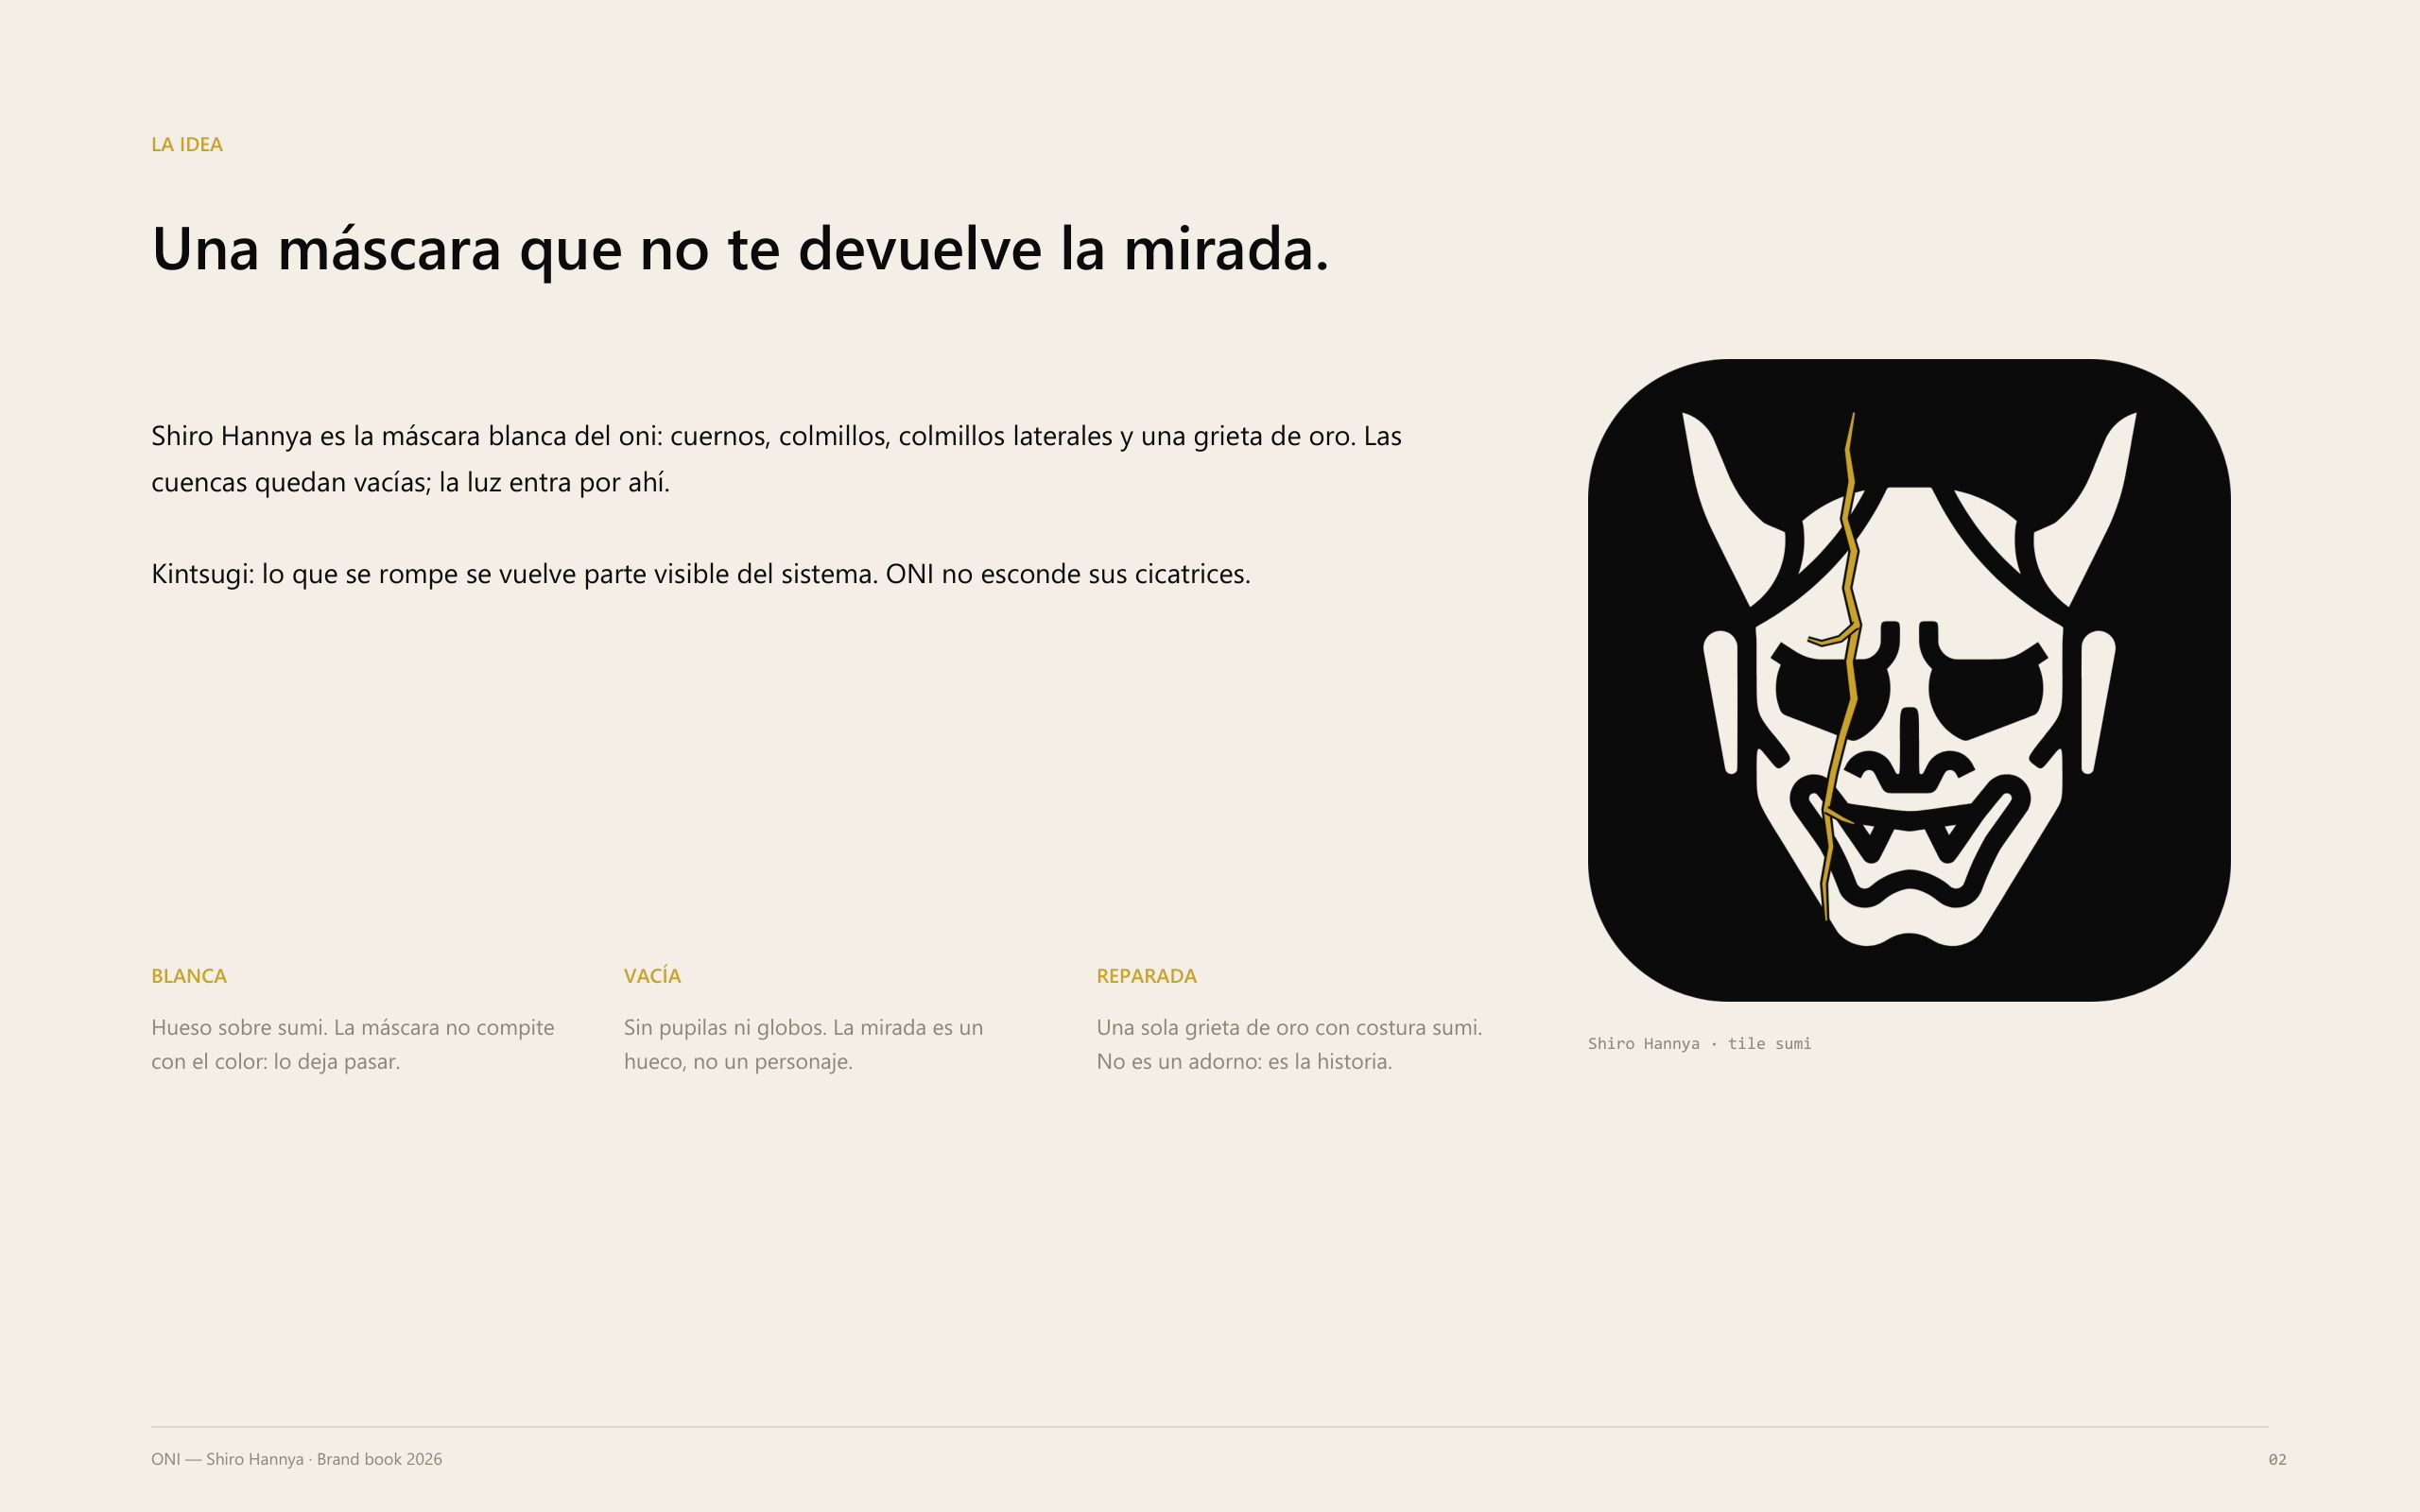 LA IDEA
Una máscara que no te devuelve la mirada.
Shiro Hannya es la máscara blanca del oni: cuernos, colmillos, colmillos laterales y una grieta de oro. Las
cuencas quedan vacías; la luz entra por ahí.
Kintsugi: lo que se rompe se vuelve parte visible del sistema. ONI no esconde sus cicatrices.
BLANCA
Hueso sobre sumi. La máscara no compite
con el color: lo deja pasar.
VACÍA
Sin pupilas ni globos. La mirada es un
hueco, no un personaje.
REPARADA
Una sola grieta de oro con costura sumi.
No es un adorno: es la historia.
Shiro Hannya · tile sumi
ONI — Shiro Hannya · Brand book 2026
02